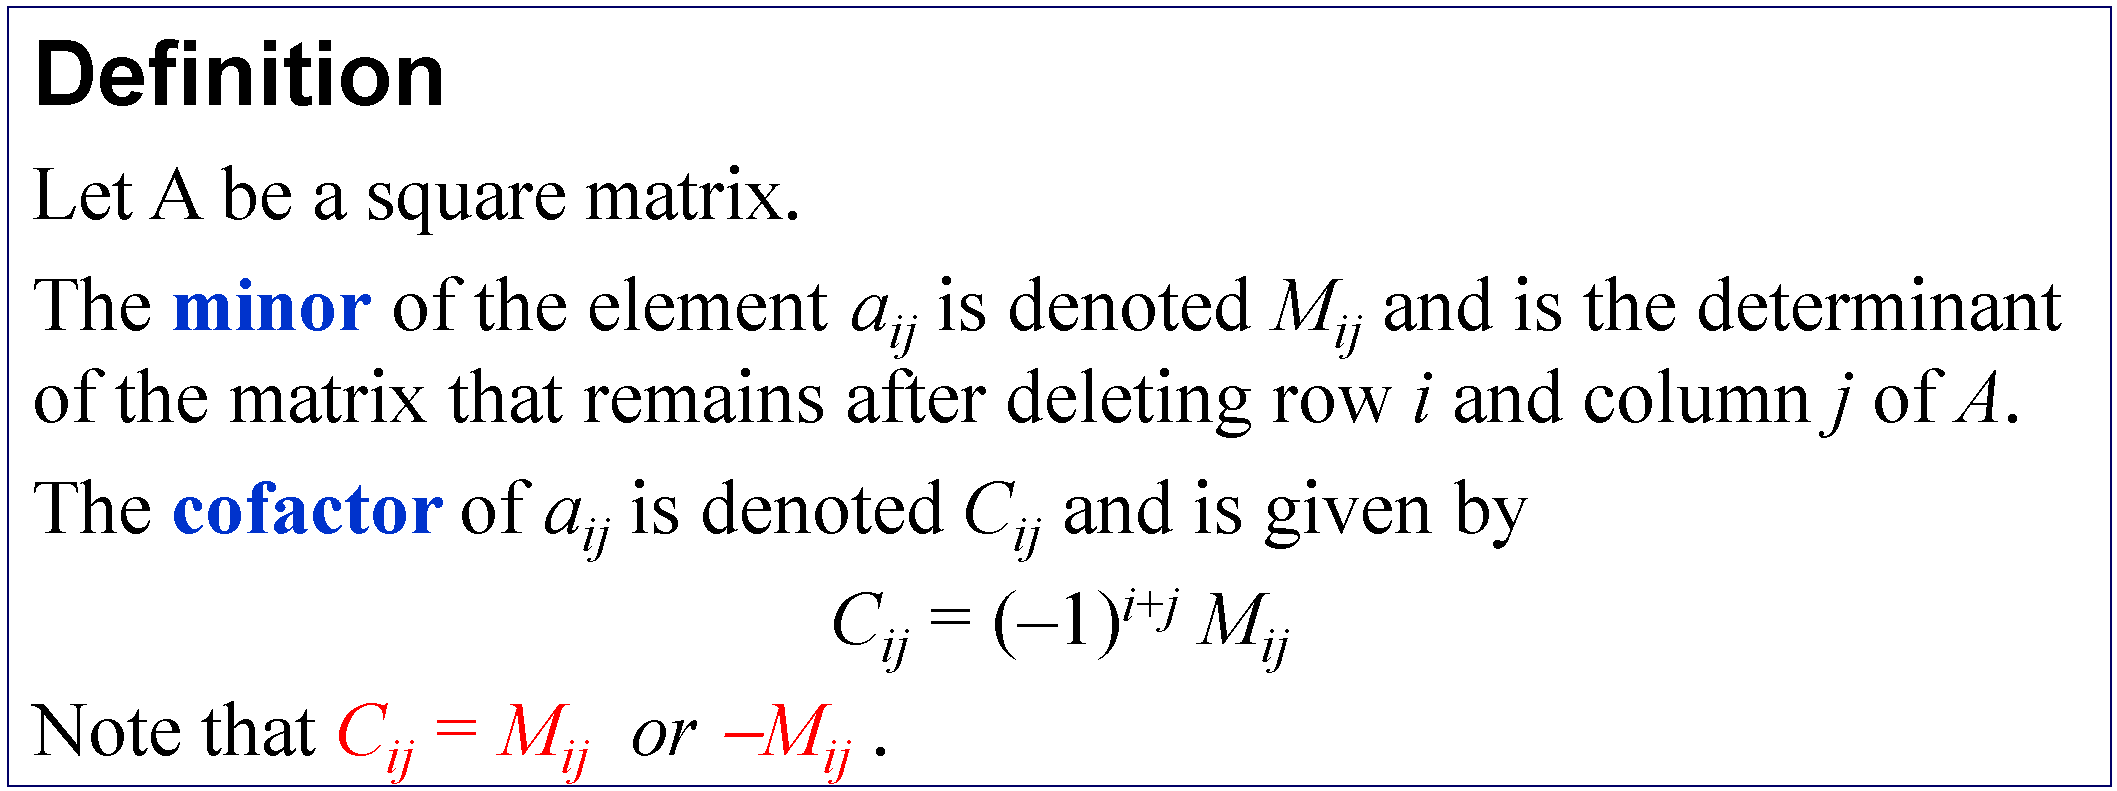 Definition
Let A be a square matrix.
The minor of the element a_{ij} is denoted M_{ij} and is the determinant
of the matrix that remains after deleting row i and column j of A.
The cofactor of a_{ij} is denoted C_{ij} and is given by
C_{ij} = (–1)^{i+j} M_{ij}
Note that C_{ij} = M_{ij} or –M_{ij} .